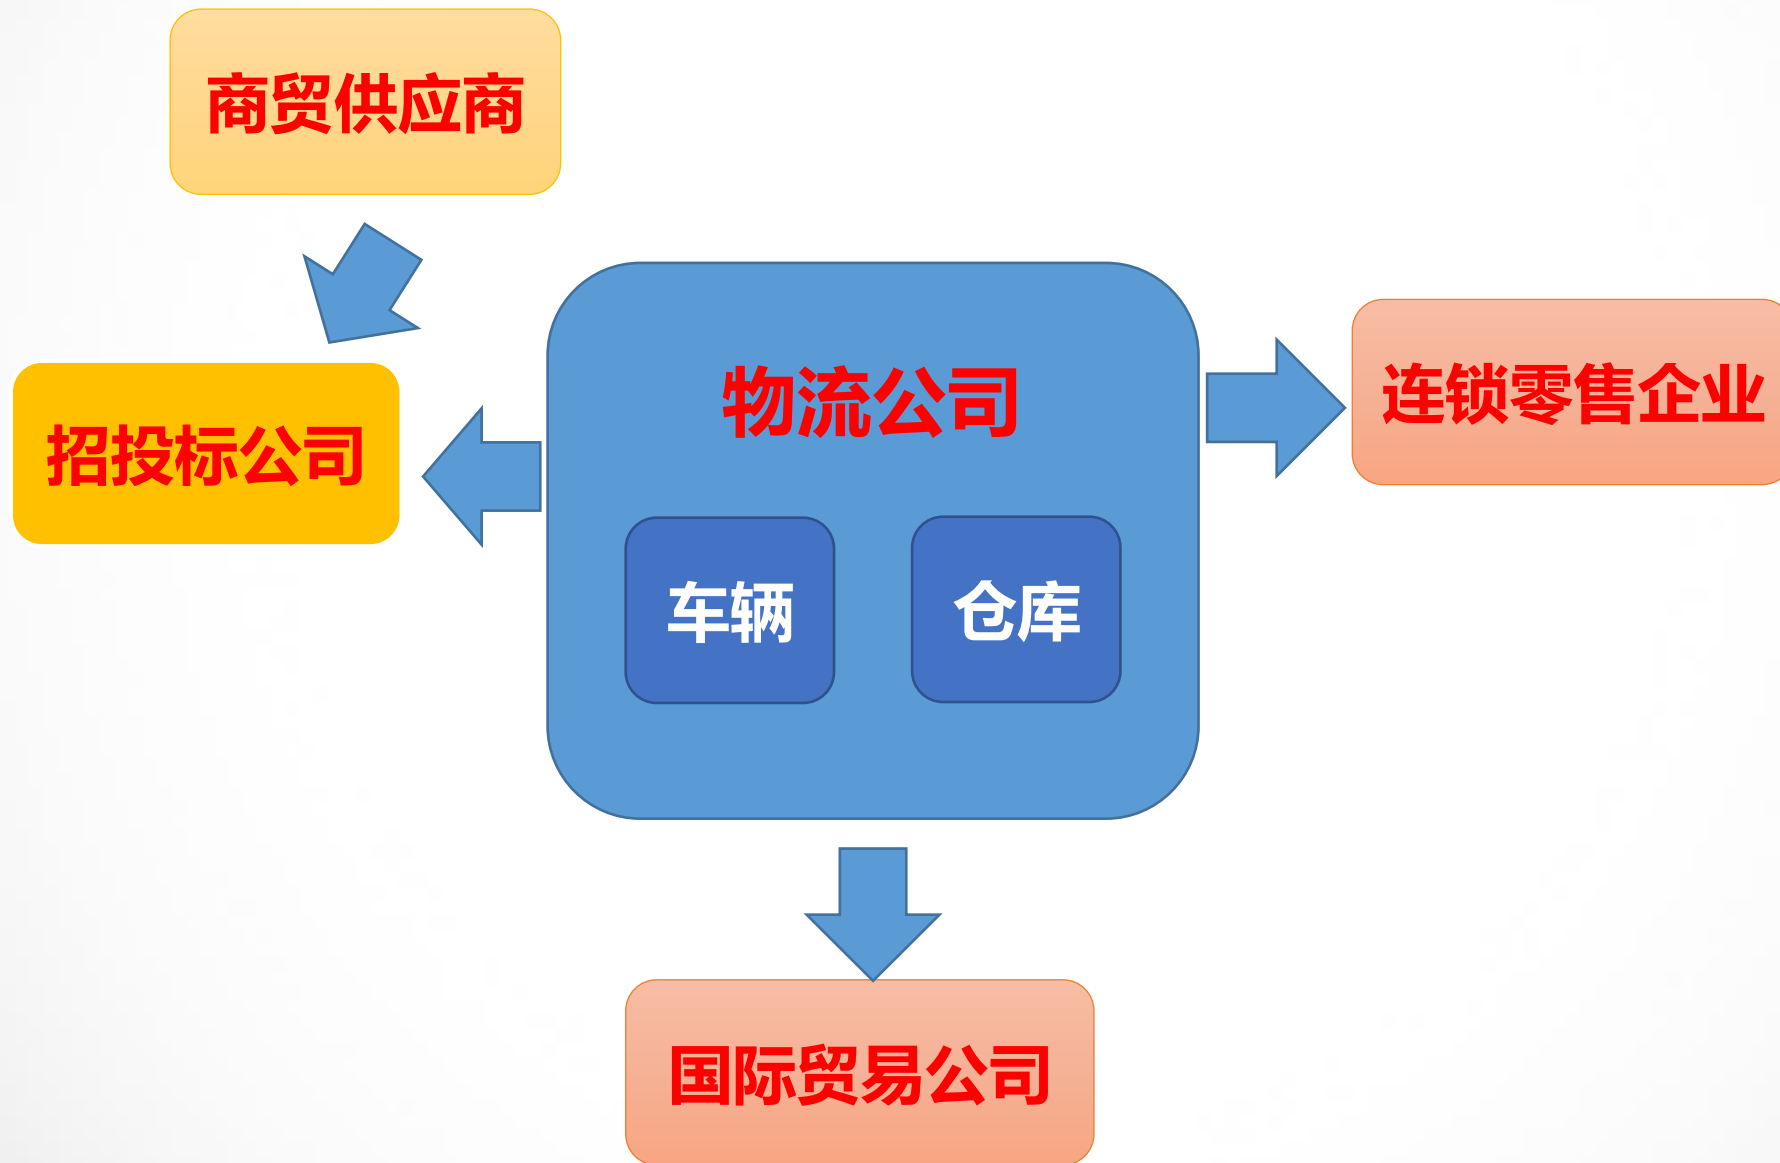 商贸供应商
物流公司
连锁零售企业
招投标公司
车辆
仓库
国际贸易公司